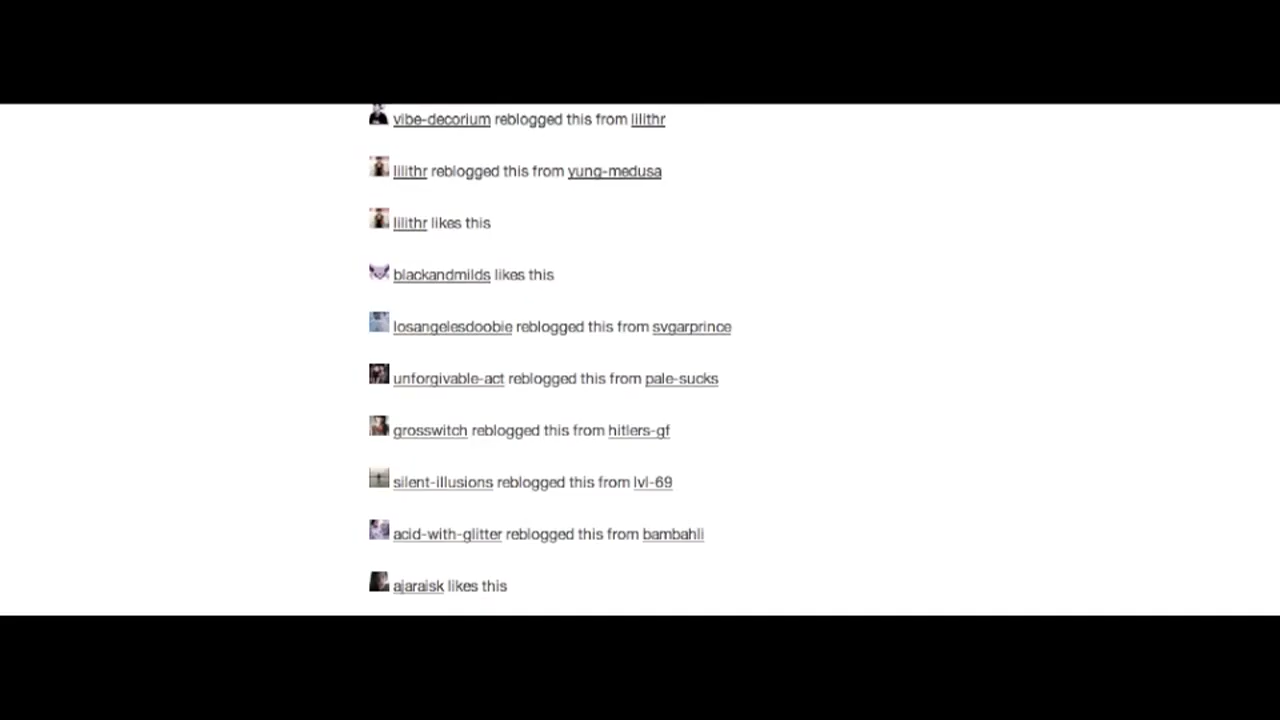 vibe-decorium reblogged this from lilithr
lilithr reblogged this from yung-medusa
lilithr likes this
blackandmilds likes this
losangelesdoobie reblogged this from svgarprince
unforgivable-act reblogged this from pale-sucks
grosswitch reblogged this from hitlers-gf
silent-illusions reblogged this from lvl-69
acid-with-glitter reblogged this from bambahli
ajaraisk likes this